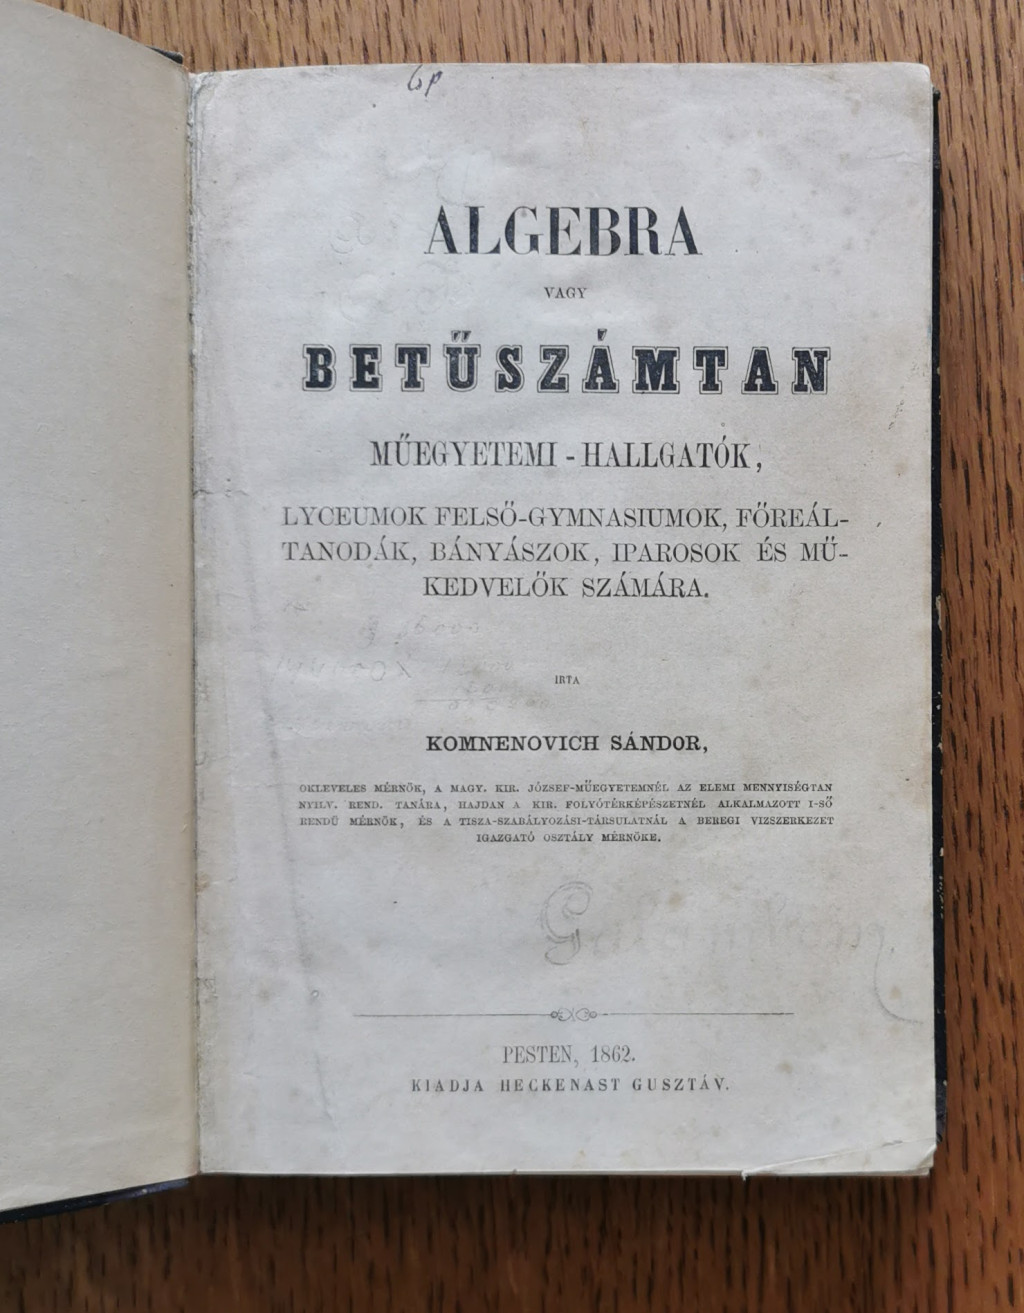 ALGEBRA
VAGY
BETŰSZÁMTAN
MŰEGYETEMI - HALLGATÓK,
LYCEUMOK FELSŐ-GYMNASIUMOK, FŐREÁL-
TANODÁK, BÁNYÁSZOK, IPAROSOK ÉS MŰ-
KEDVELŐK SZÁMÁRA.
IRTA
KOMNENOVICH SÁNDOR,
OKLEVELES MÉRNÖK, A MAGY. KIR. JÓZSEF-MŰEGYETEMNÉL AZ ELEMI MENNYISÉGTAN
NYILV. REND. TANÁRA, HAJDAN A KIR. FOLYÓTÉRKÉPÉSZETNÉL ALKALMAZOTT I-SŐ
RENDŰ MÉRNÖK, ÉS A TISZA-SZABÁLYOZÁSI-TÁRSULATNÁL A BEREGI VIZSZERKEZET
IGAZGATÓ OSZTÁLY MÉRNÖKE.
PESTEN, 1862.
KIADJA HECKENAST GUSZTÁV.